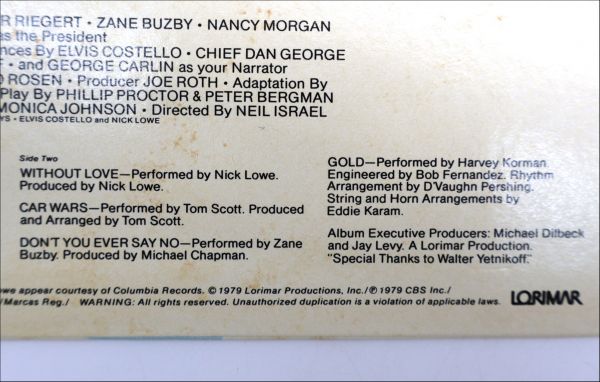 R RIEGERT • ZANE BUZBY • NANCY MORGAN
as the President
nces By ELVIS COSTELLO • CHIEF DAN GEORGE
• and GEORGE CARLIN as your Narrator
ROSEN • Producer JOE ROTH • Adaptation By
Play By PHILLIP PROCTOR & PETER BERGMAN
MONICA JOHNSON • Directed By NEIL ISRAEL
YS • ELVIS COSTELLO and NICK LOWE
Side Two
WITHOUT LOVE—Performed by Nick Lowe.
Produced by Nick Lowe.
CAR WARS—Performed by Tom Scott. Produced
and Arranged by Tom Scott.
DON'T YOU EVER SAY NO—Performed by Zane
Buzby. Produced by Michael Chapman.
GOLD—Performed by Harvey Korman.
Engineered by Bob Fernandez. Rhythm
Arrangement by D'Vaughn Pershing.
String and Horn Arrangements by
Eddie Karam.
Album Executive Producers: Michael Dilbeck
and Jay Levy. A Lorimar Production.
"Special Thanks to Walter Yetnikoff."
owe appear courtesy of Columbia Records. © 1979 Lorimar Productions, Inc./℗ 1979 CBS Inc./
/Marcas Reg./ WARNING: All rights reserved. Unauthorized duplication is a violation of applicable laws.
LORIMAR